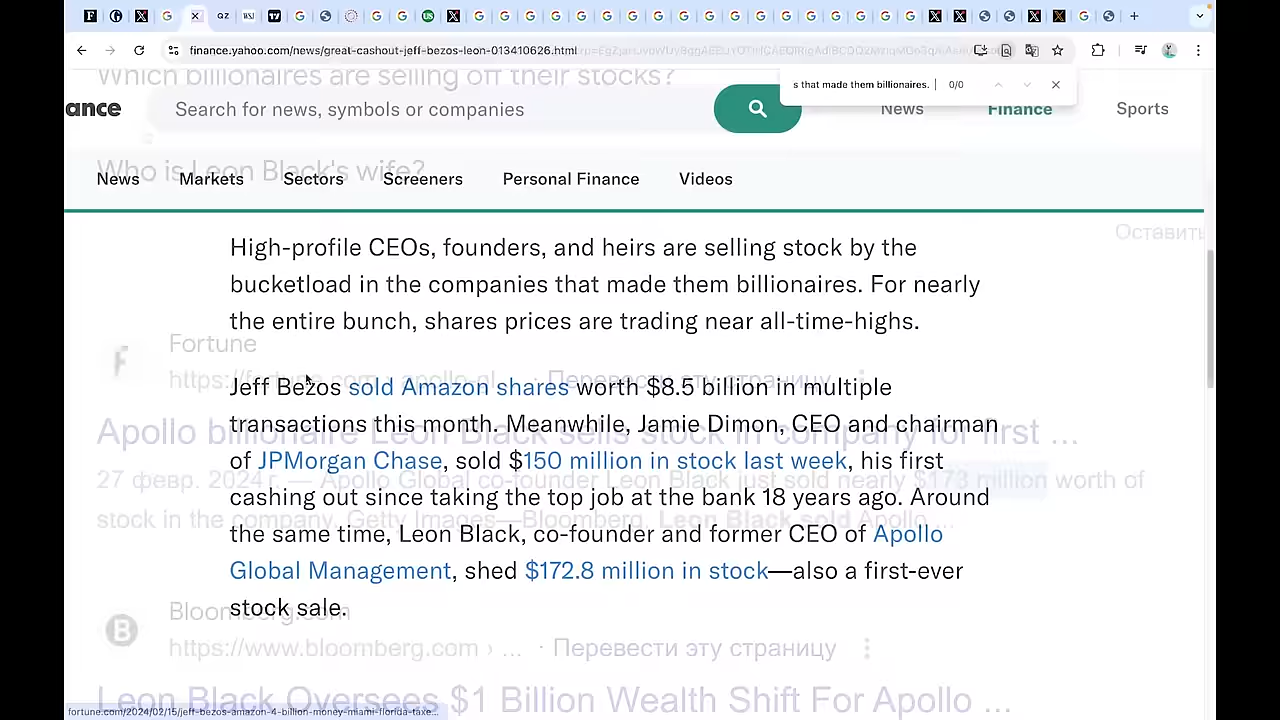 finance.yahoo.com/news/great-cashout-jeff-bezos-leon-013410626.html
Which billionaires are selling off their stocks?
s that made them billionaires. 0/0
ance
Search for news, symbols or companies
News Finance Sports
Who is Leon Black's wife?
News Markets Sectors Screeners Personal Finance Videos
Оставить
High-profile CEOs, founders, and heirs are selling stock by the
bucketload in the companies that made them billionaires. For nearly
the entire bunch, shares prices are trading near all-time-highs.
Fortune
Перевести эту страницу
Jeff Bezos sold Amazon shares worth $8.5 billion in multiple
transactions this month. Meanwhile, Jamie Dimon, CEO and chairman
Apollo billionaire Leon Black sells stock in company for first ...
of JPMorgan Chase, sold $150 million in stock last week, his first
27 февр. Apollo Global co-founder Leon Black just sold nearly $173 million worth of
cashing out since taking the top job at the bank 18 years ago. Around
stock in the company. Getty Images—Bloomberg. Leon Black sold Apollo ...
the same time, Leon Black, co-founder and former CEO of Apollo
Global Management, shed $172.8 million in stock—also a first-ever
stock sale.
Bloomberg.com
https://www.bloomberg.com › ... · Перевести эту страницу
Leon Black Oversees $1 Billion Wealth Shift For Apollo ...
fortune.com/2024/02/15/jeff-bezos-amazon-4-billion-money-miami-florida-taxe...